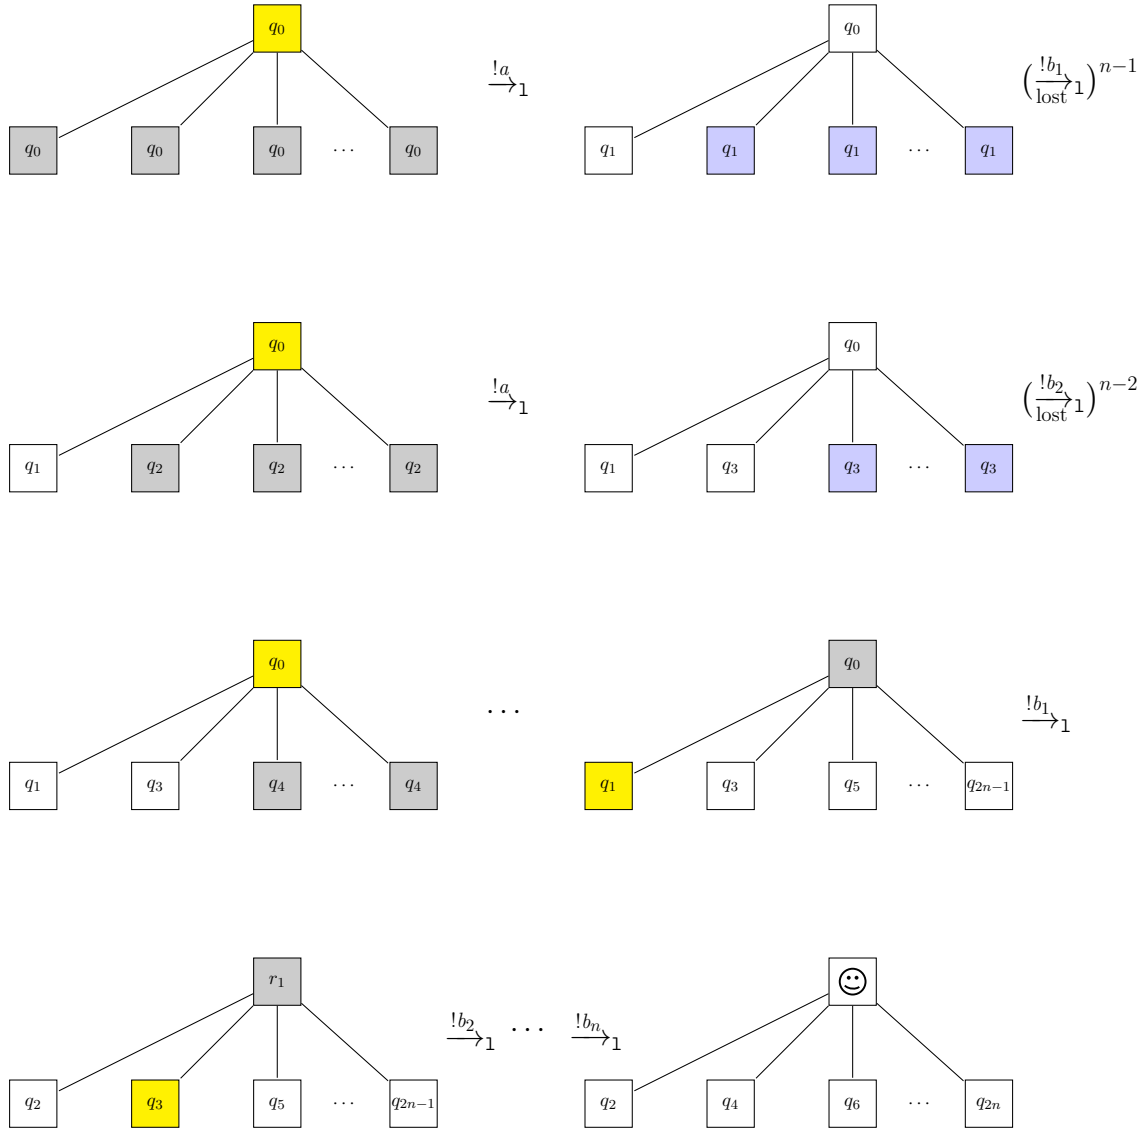 q₀ q₀
!a →₁ ( !b₁ → lost ₁ )ⁿ⁻¹
q₀ q₀ q₀ ··· q₀ q₁ q₁ q₁ ··· q₁
q₀ q₀
!a →₁ ( !b₂ → lost ₁ )ⁿ⁻²
q₁ q₂ q₂ ··· q₂ q₁ q₃ q₃ ··· q₃
q₀ q₀
··· !b₁ →₁
q₁ q₃ q₄ ··· q₄ q₁ q₃ q₅ ··· q₂ₙ₋₁
r₁ ☺
!b₂ →₁ ··· !bₙ →₁
q₂ q₃ q₅ ··· q₂ₙ₋₁ q₂ q₄ q₆ ··· q₂ₙ